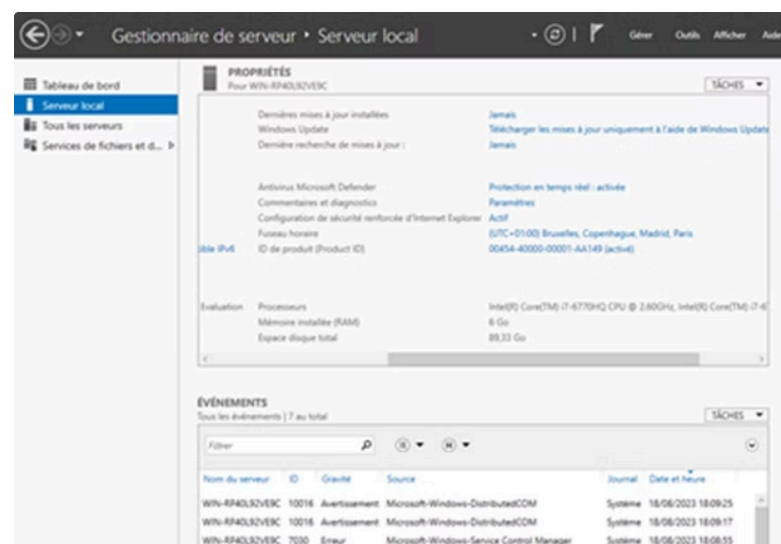 Gestionnaire de serveur • Serveur local
Gérer Outils Afficher Aide
Tableau de bord
Serveur local
Tous les serveurs
Services de fichiers et d...
PROPRIÉTÉS
Pour WIN-RP40L92VE9C
TÂCHES
Dernières mises à jour installées Jamais
Windows Update Télécharger les mises à jour uniquement à l'aide de Windows Update
Dernière recherche de mises à jour : Jamais
Antivirus Microsoft Defender Protection en temps réel : activée
Commentaires et diagnostics Paramètres
Configuration de sécurité renforcée d'Internet Explorer Actif
Fuseau horaire (UTC+01:00) Bruxelles, Copenhague, Madrid, Paris
ible IPv6 ID de produit (Product ID) 00454-40000-00001-AA149 (activé)
Evaluation Processeurs Intel(R) Core(TM) i7-6770HQ CPU @ 2.60GHz, Intel(R) Core(TM) i7-6
Mémoire installée (RAM) 6 Go
Espace disque total 89,33 Go
ÉVÉNEMENTS
Tous les événements | 7 au total
TÂCHES
Filtrer
Nom du serveur ID Gravité Source Journal Date et heure
WIN-RP40L92VE9C 10016 Avertissement Microsoft-Windows-DistributedCOM Système 18/08/2023 18:09:25
WIN-RP40L92VE9C 10016 Avertissement Microsoft-Windows-DistributedCOM Système 18/08/2023 18:09:17
WIN-RP40L92VE9C 7030 Erreur Microsoft-Windows-Service Control Manager Système 18/08/2023 18:08:55